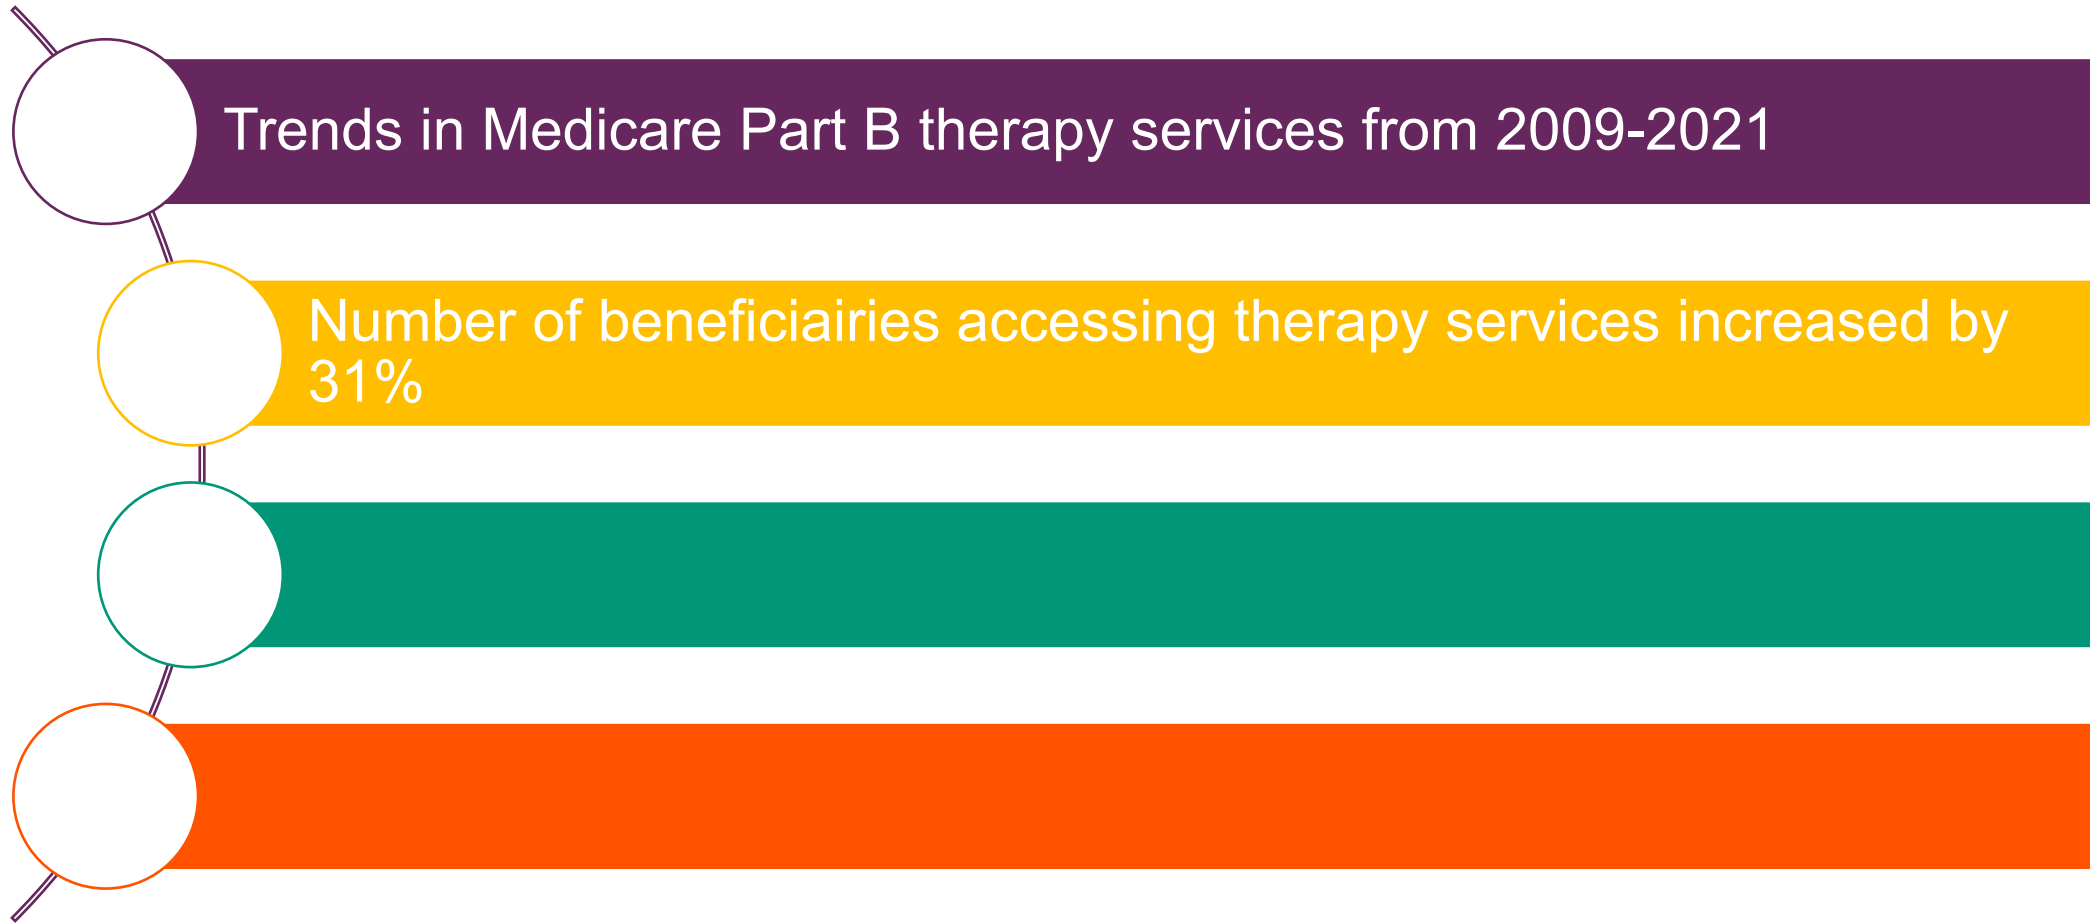 Trends in Medicare Part B therapy services from 2009-2021
Number of beneficiairies accessing therapy services increased by
31%